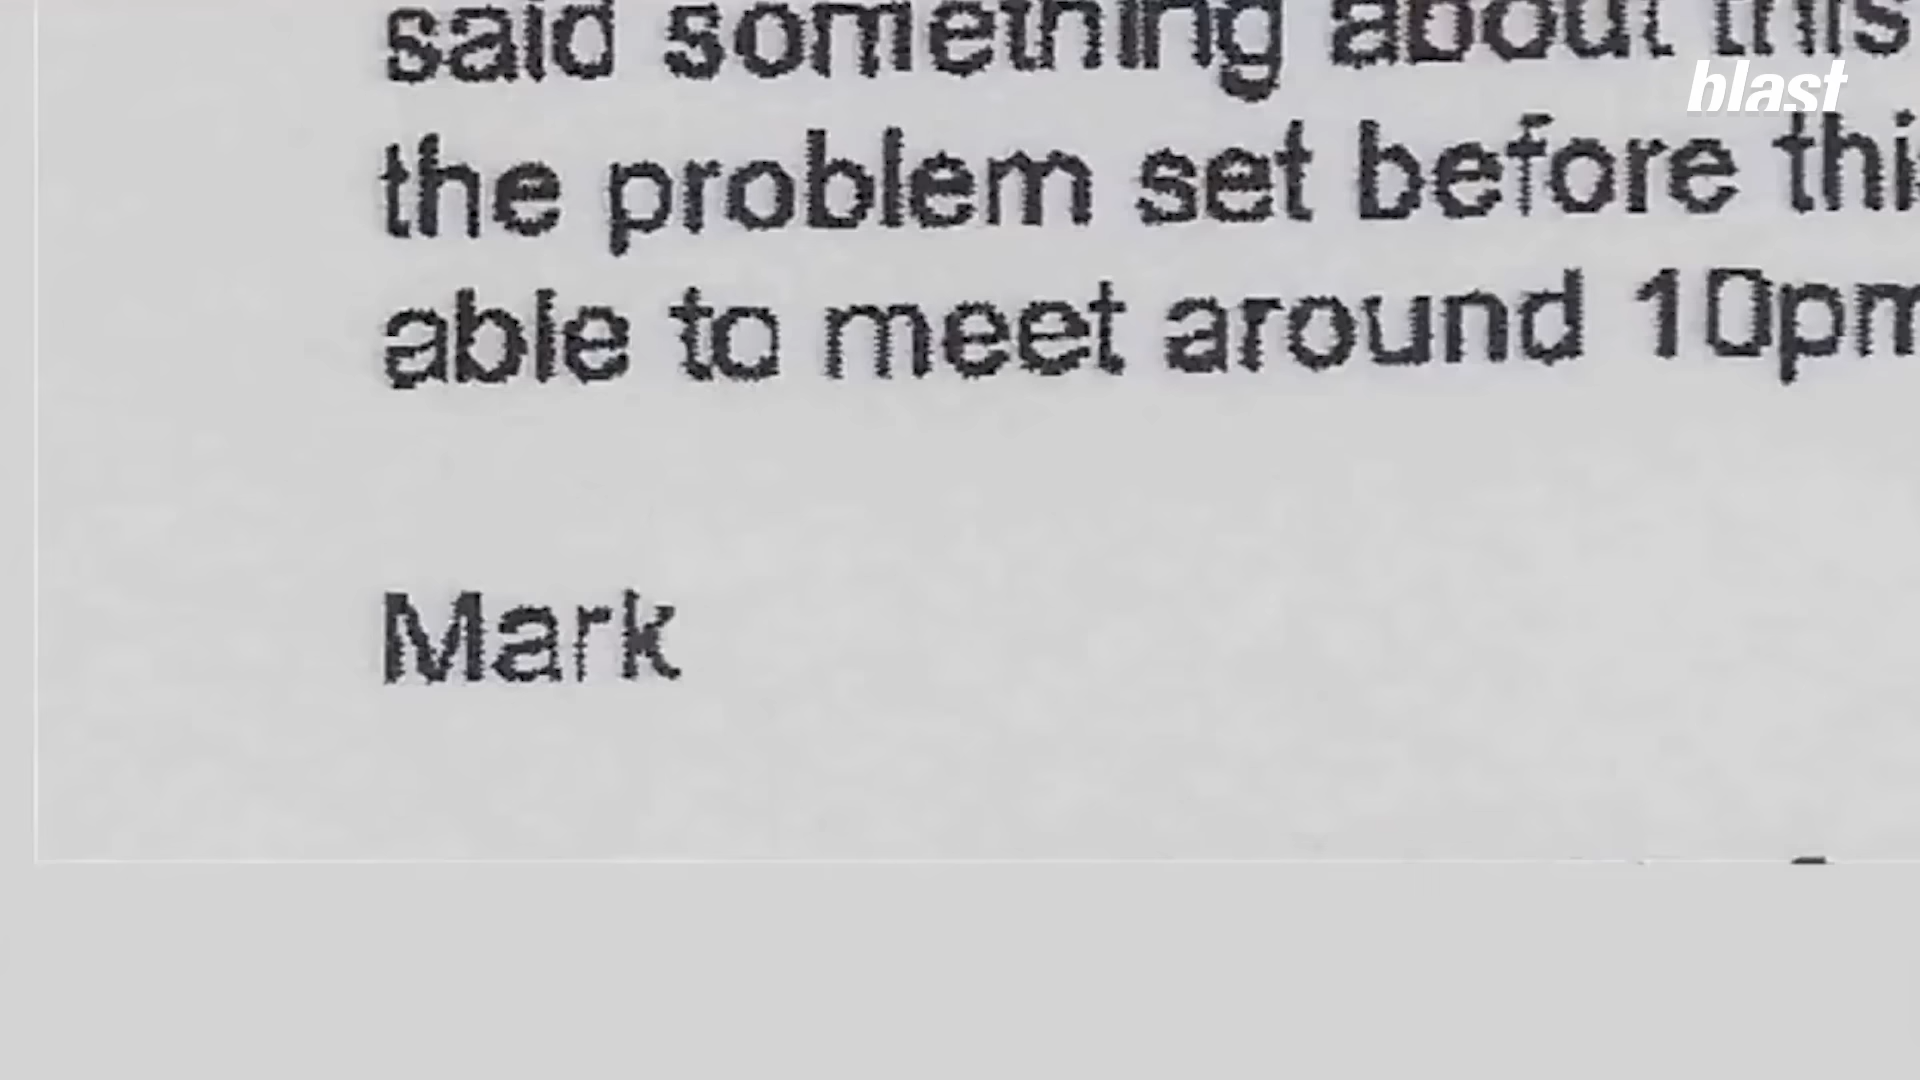 said something about this
blast
the problem set before thi
able to meet around 10pm
Mark